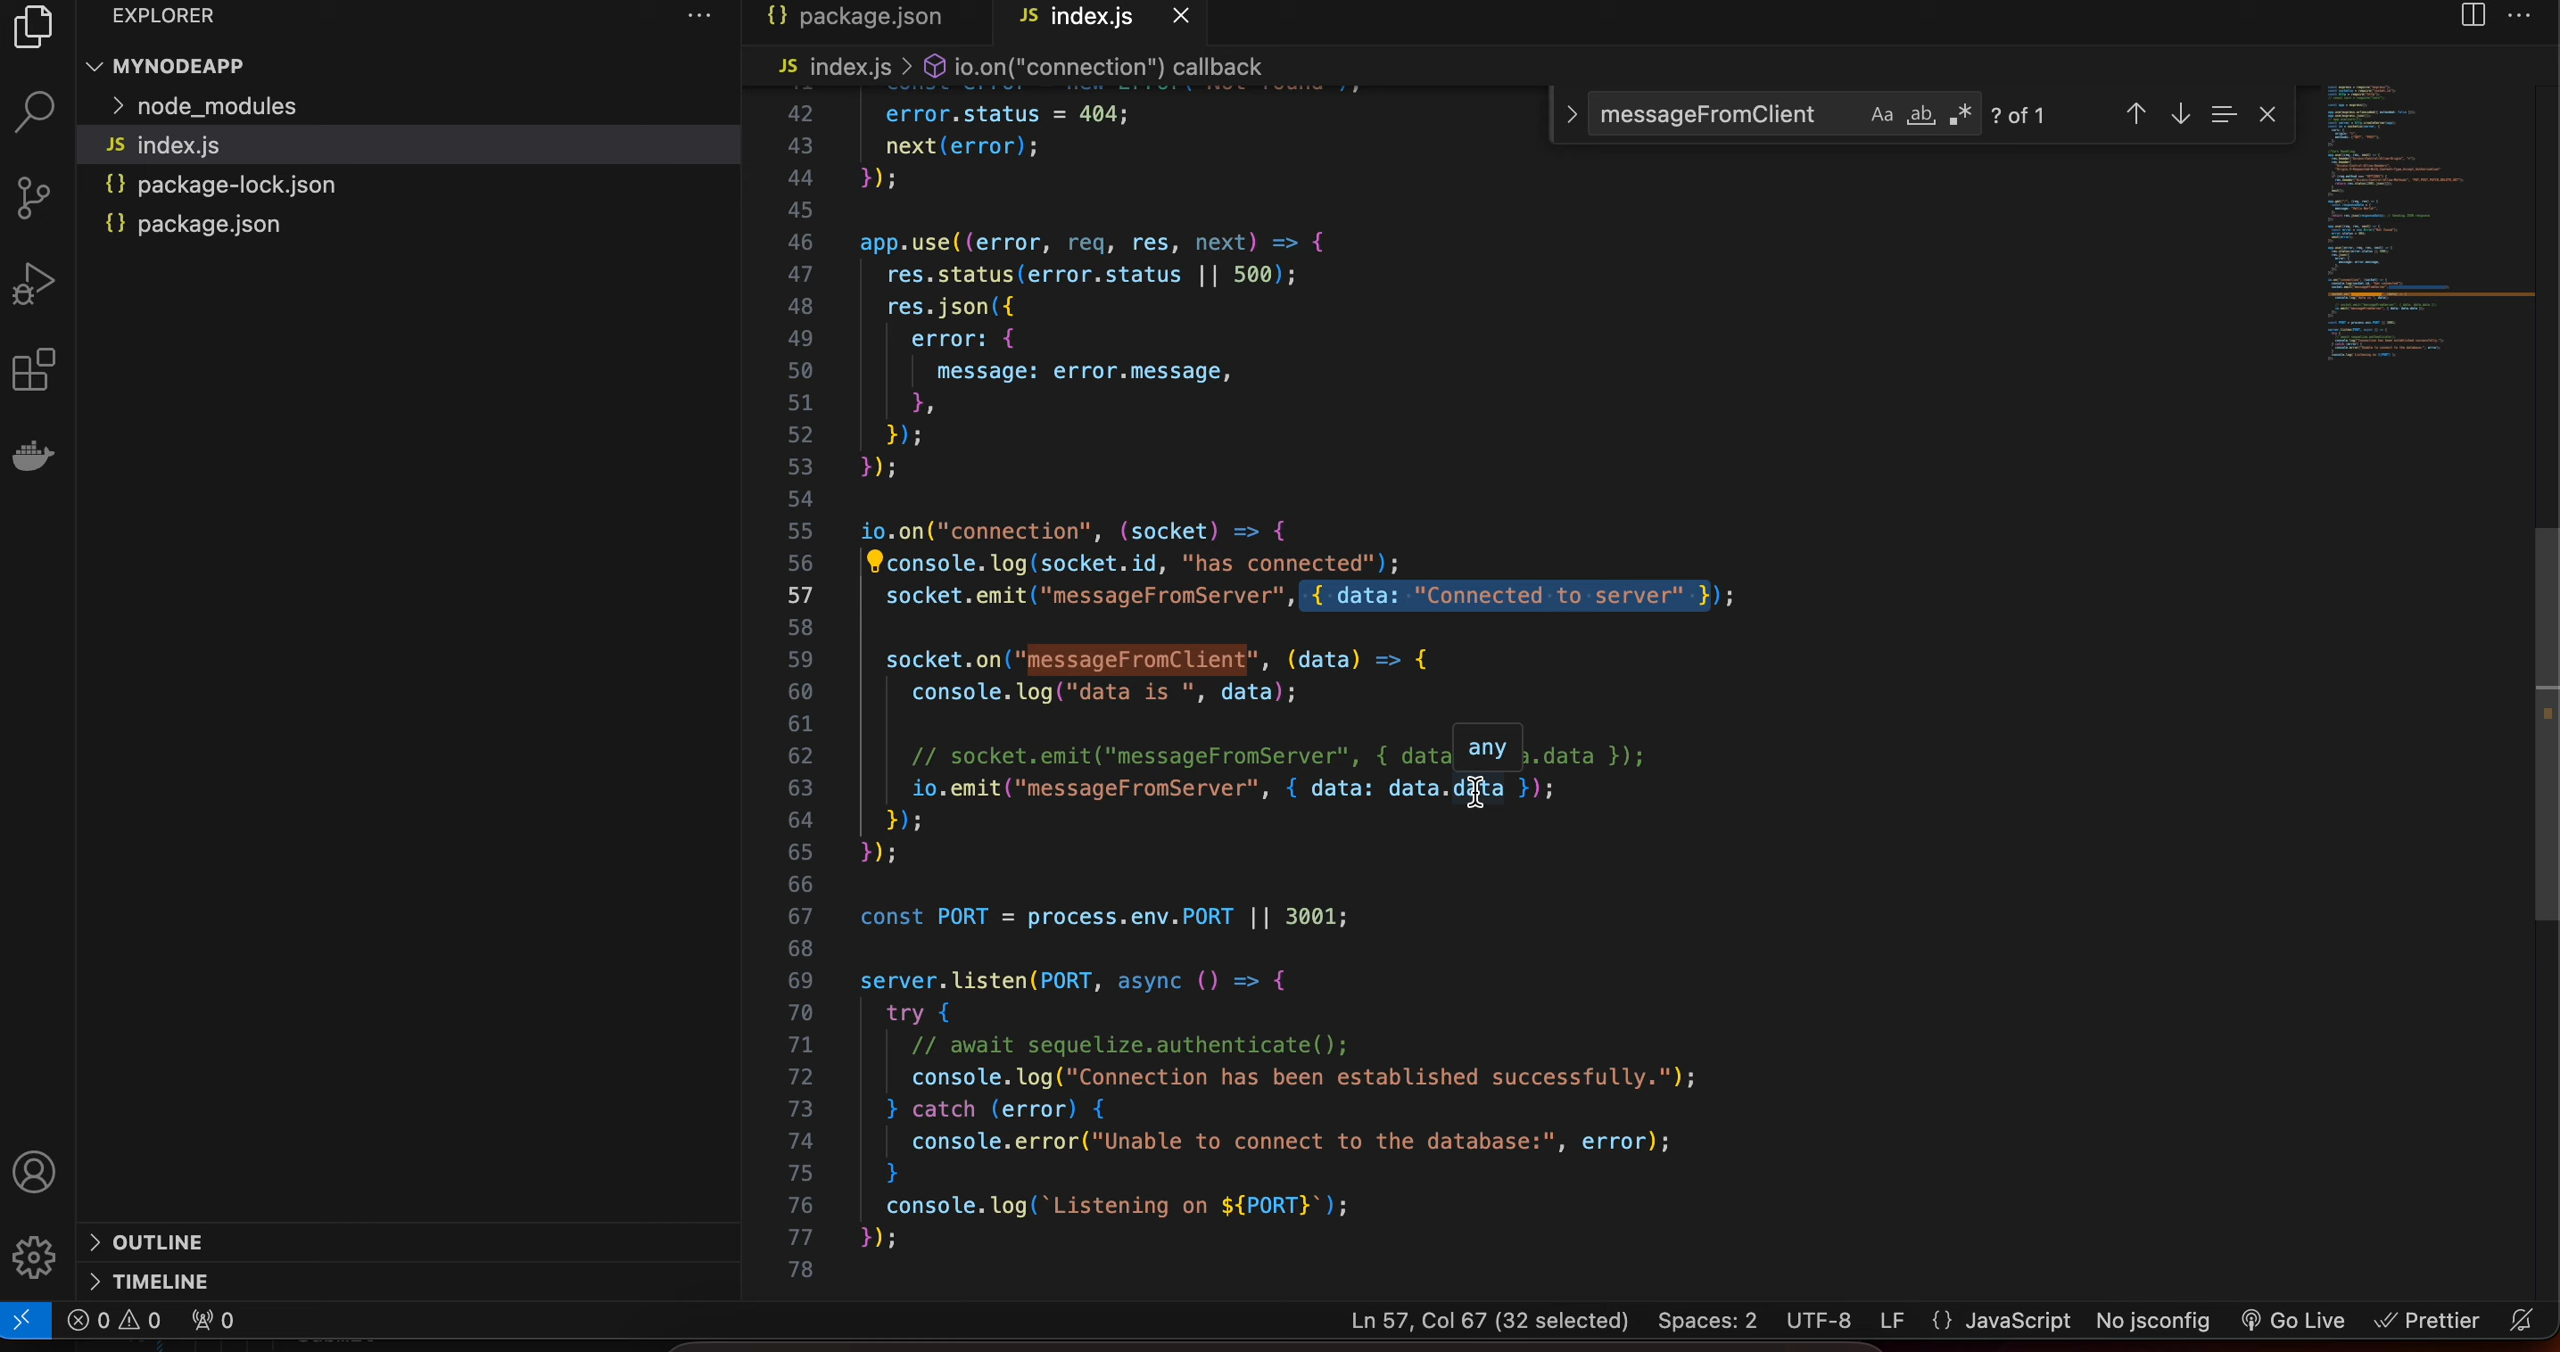 EXPLORER
MYNODEAPP
node_modules
JS index.js
{} package-lock.json
{} package.json
OUTLINE
TIMELINE
{} package.json
JS index.js
JS index.js > io.on("connection") callback
messageFromClient Aa ab .* ? of 1
42 error.status = 404;
43 next(error);
44 });
45
46 app.use((error, req, res, next) => {
47 res.status(error.status || 500);
48 res.json({
49 error: {
50 message: error.message,
51 },
52 });
53 });
54
55 io.on("connection", (socket) => {
56 console.log(socket.id, "has connected");
57 socket.emit("messageFromServer", { data: "Connected to server" });
58
59 socket.on("messageFromClient", (data) => {
60 console.log("data is ", data);
61
any
62 // socket.emit("messageFromServer", { data a.data });
63 io.emit("messageFromServer", { data: data.data });
64 });
65 });
66
67 const PORT = process.env.PORT || 3001;
68
69 server.listen(PORT, async () => {
70 try {
71 // await sequelize.authenticate();
72 console.log("Connection has been established successfully.");
73 } catch (error) {
74 console.error("Unable to connect to the database:", error);
75 }
76 console.log(`Listening on ${PORT}`);
77 });
78
0 0 0 Ln 57, Col 67 (32 selected) Spaces: 2 UTF-8 LF {} JavaScript No jsconfig Go Live Prettier